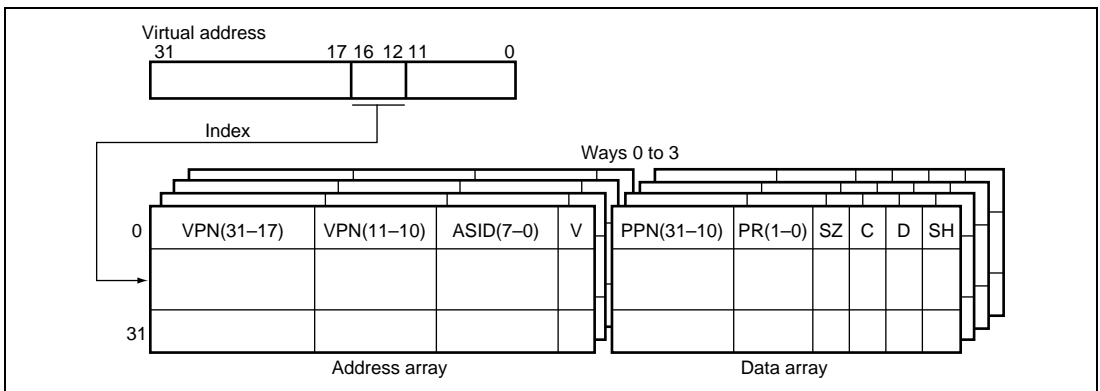 Virtual address
31 17 16 12 11 0
Index
Ways 0 to 3
0 VPN(31–17) VPN(11–10) ASID(7–0) V PPN(31–10) PR(1–0) SZ C D SH
31
Address array Data array